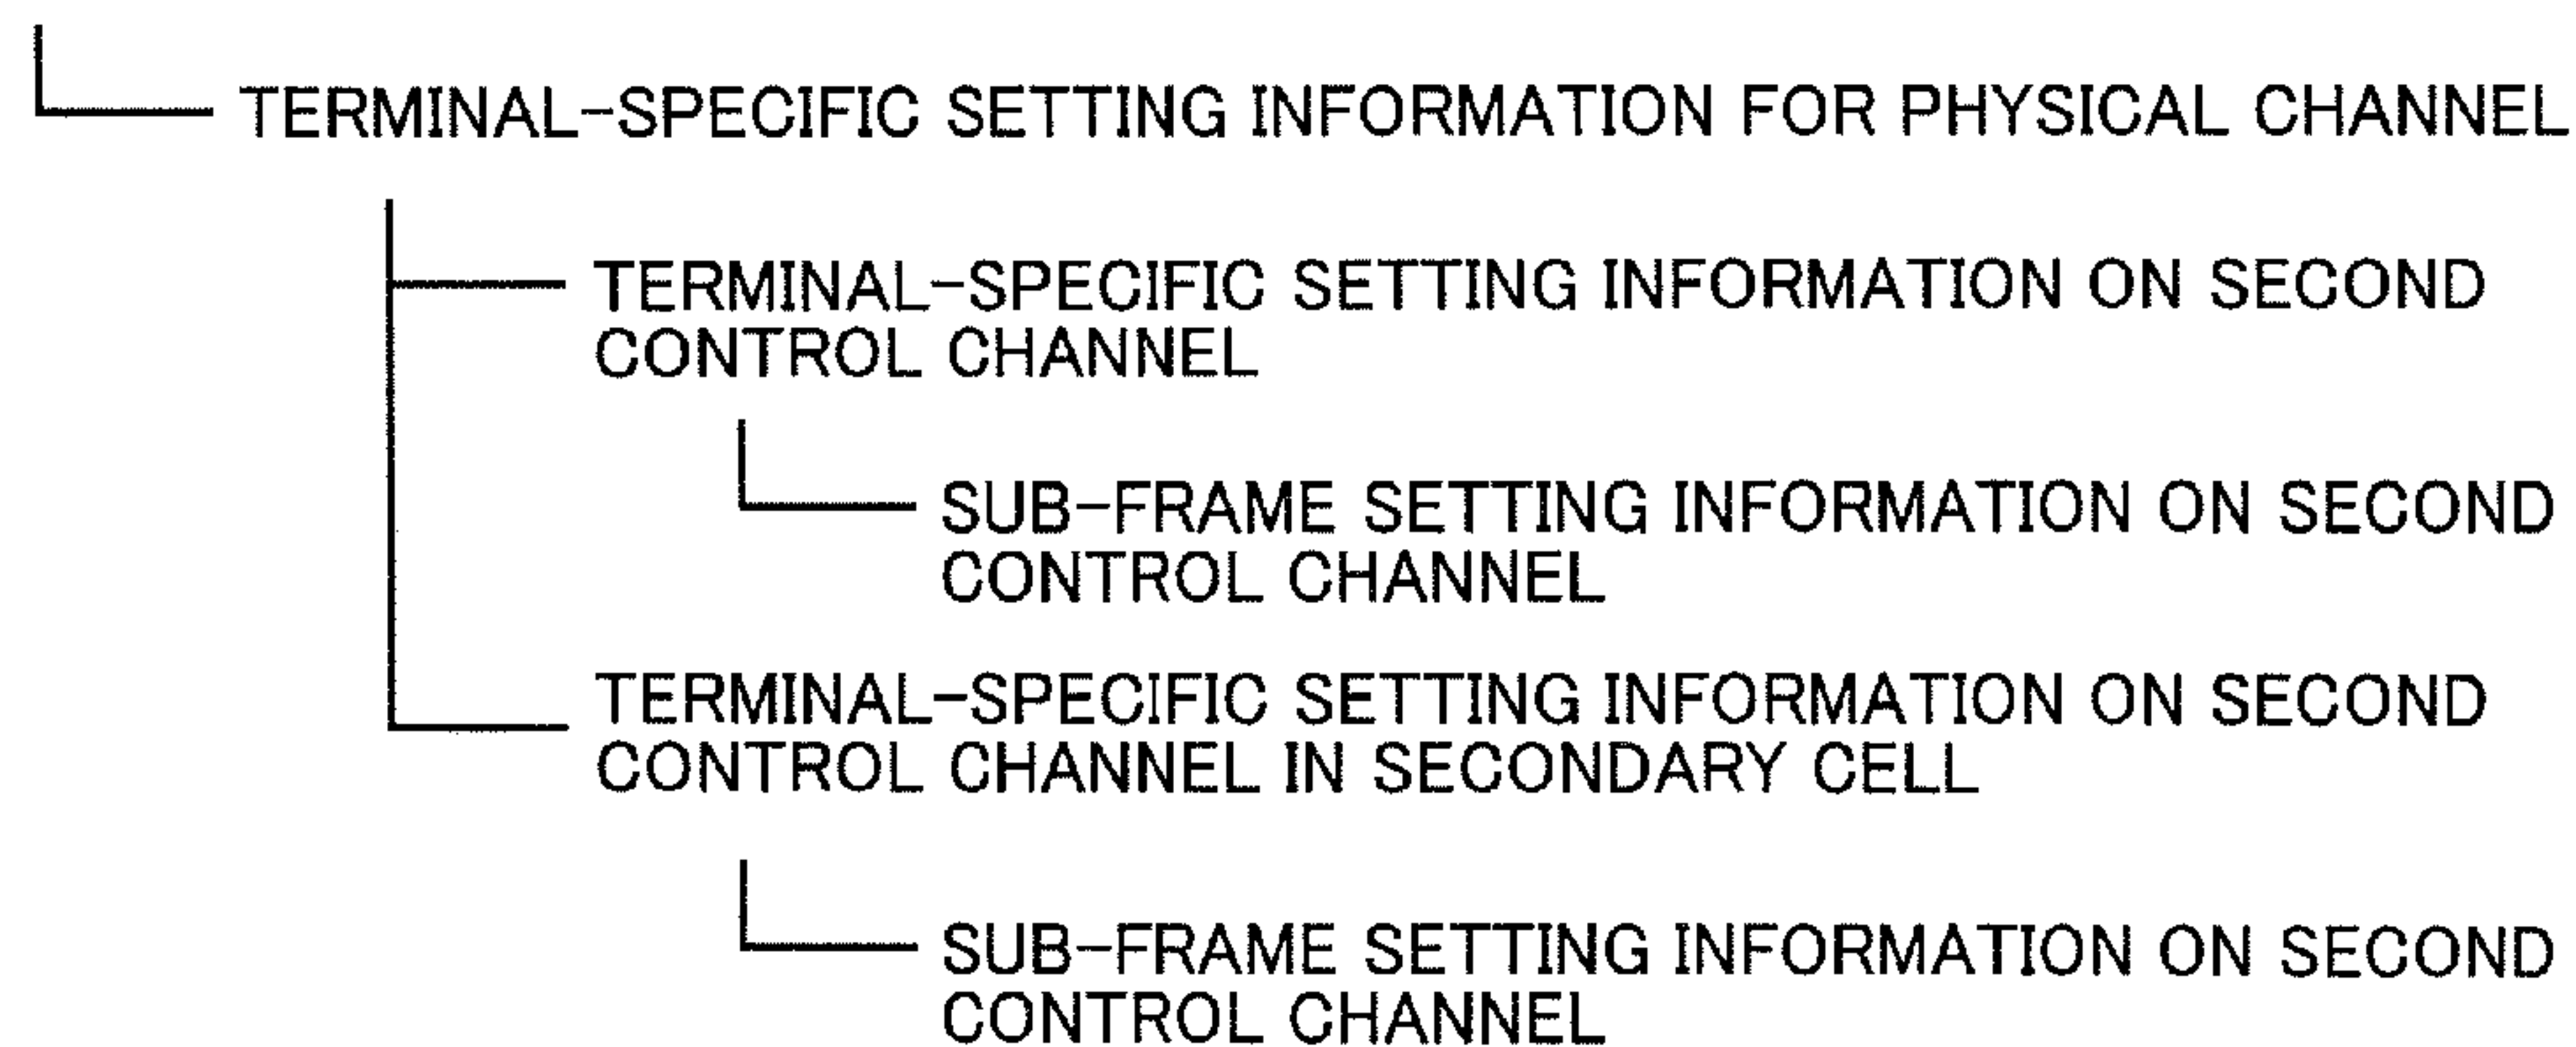 TERMINAL-SPECIFIC SETTING INFORMATION FOR PHYSICAL CHANNEL
TERMINAL-SPECIFIC SETTING INFORMATION ON SECOND
CONTROL CHANNEL
SUB-FRAME SETTING INFORMATION ON SECOND
CONTROL CHANNEL
TERMINAL-SPECIFIC SETTING INFORMATION ON SECOND
CONTROL CHANNEL IN SECONDARY CELL
SUB-FRAME SETTING INFORMATION ON SECOND
CONTROL CHANNEL